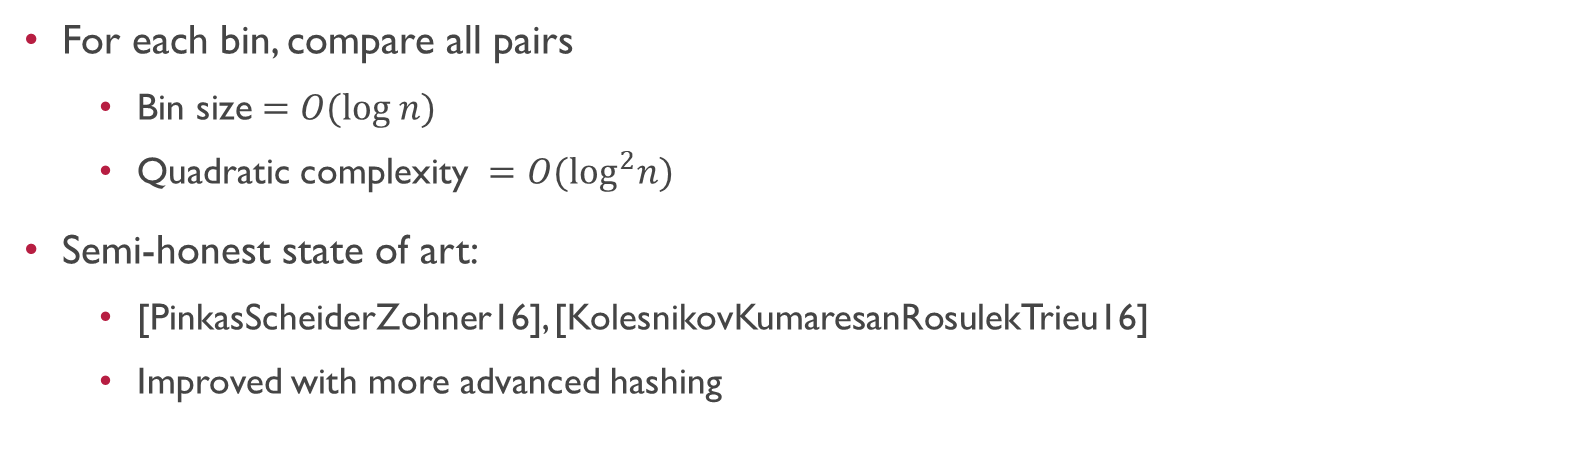 • For each bin, compare all pairs
• Bin size = O(log n)
• Quadratic complexity = O(log²n)
• Semi-honest state of art:
• [PinkasScheiderZohner16], [KolesnikovKumaresanRosulekTrieu16]
• Improved with more advanced hashing